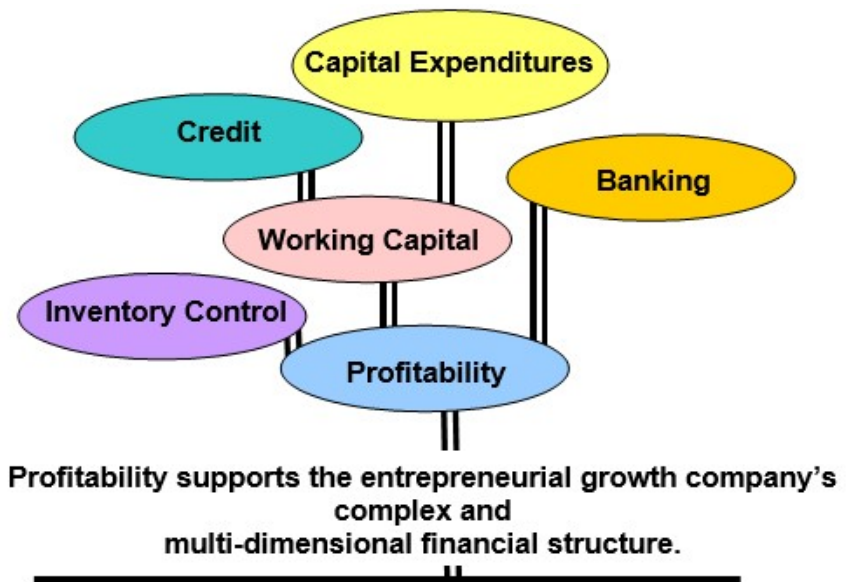 Capital Expenditures
Credit
Banking
Working Capital
Inventory Control
Profitability
Profitability supports the entrepreneurial growth company’s
complex and
multi-dimensional financial structure.